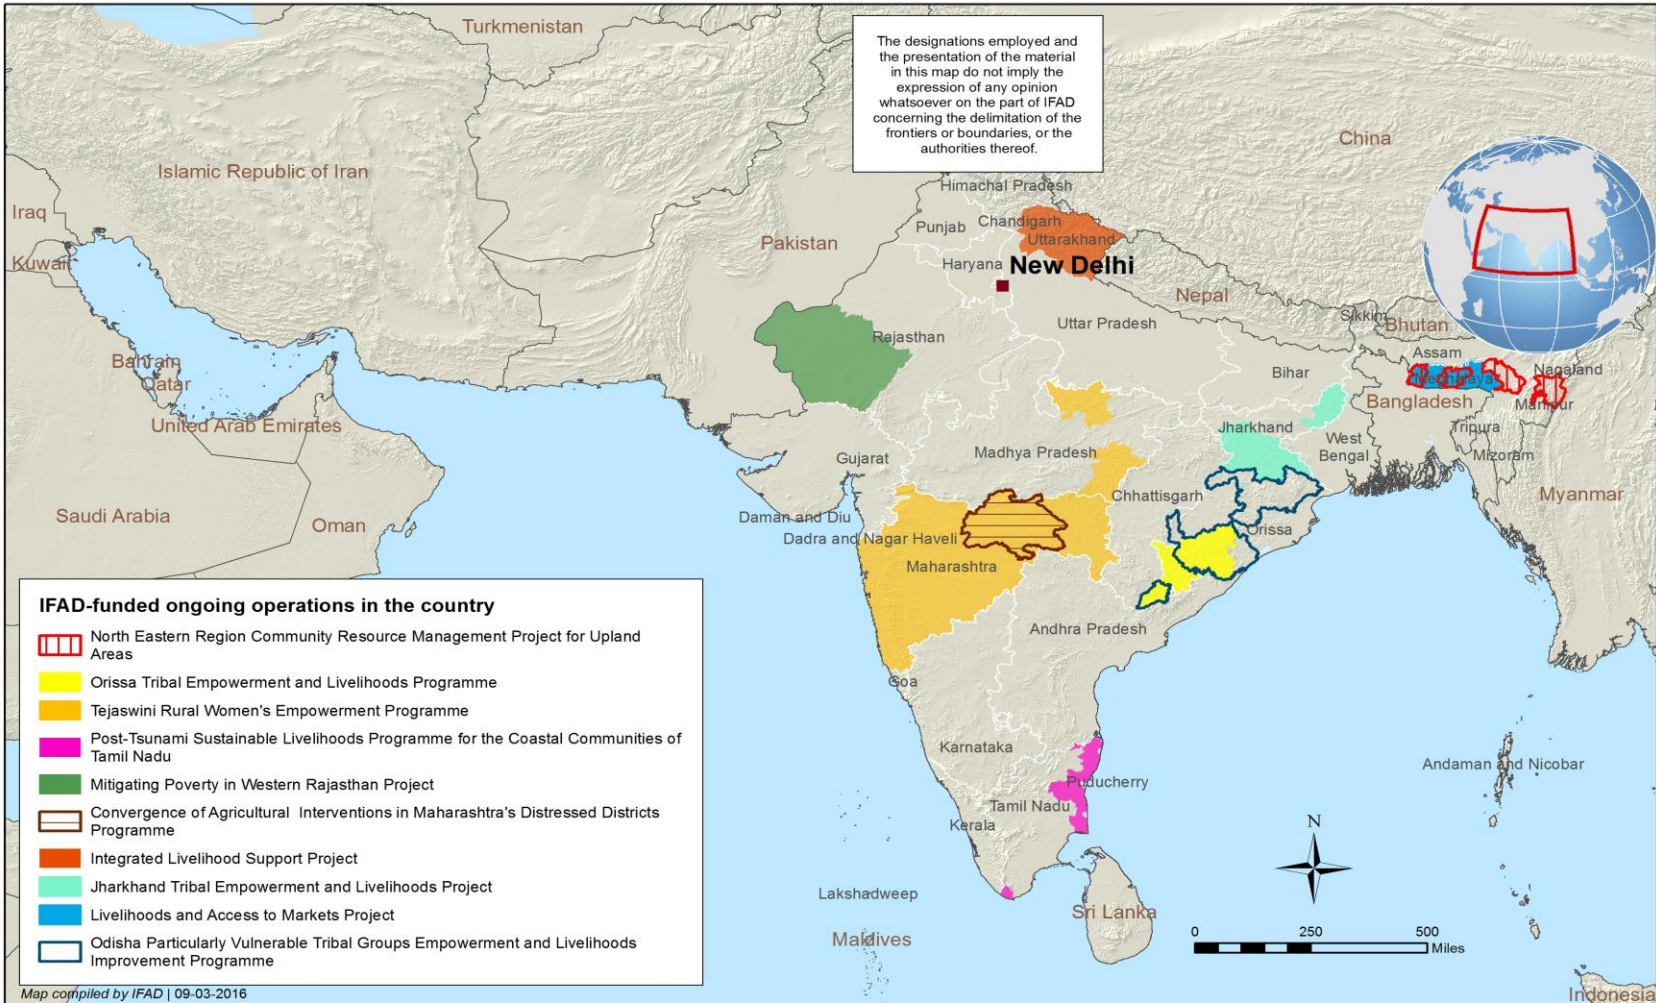 Turkmenistan
The designations employed and
the presentation of the material
in this map do not imply the
expression of any opinion
whatsoever on the part of IFAD
concerning the delimitation of the
frontiers or boundaries, or the
authorities thereof.
China
Islamic Republic of Iran
Himachal Pradesh
Iraq
Chandigarh
Punjab
Pakistan
Uttarakhand
Kuwait
Haryana
New Delhi
Nepal
Sikkim
Bhutan
Uttar Pradesh
Rajasthan
Assam
Bahrain
Nagaland
Bihar
Meghalaya
Qatar
Bangladesh
Manipur
United Arab Emirates
Jharkhand
Tripura
West
Bengal
Madhya Pradesh
Gujarat
Mizoram
Chhattisgarh
Myanmar
Saudi Arabia
Oman
Daman and Diu
Orissa
Dadra and Nagar Haveli
Maharashtra
Andhra Pradesh
Goa
Karnataka
Andaman and Nicobar
Puducherry
Tamil Nadu
Kerala
N
Lakshadweep
Sri Lanka
Maldives
0 250 500
Miles
Indonesia
IFAD-funded ongoing operations in the country
North Eastern Region Community Resource Management Project for Upland
Areas
Orissa Tribal Empowerment and Livelihoods Programme
Tejaswini Rural Women's Empowerment Programme
Post-Tsunami Sustainable Livelihoods Programme for the Coastal Communities of
Tamil Nadu
Mitigating Poverty in Western Rajasthan Project
Convergence of Agricultural Interventions in Maharashtra's Distressed Districts
Programme
Integrated Livelihood Support Project
Jharkhand Tribal Empowerment and Livelihoods Project
Livelihoods and Access to Markets Project
Odisha Particularly Vulnerable Tribal Groups Empowerment and Livelihoods
Improvement Programme
Map compiled by IFAD | 09-03-2016